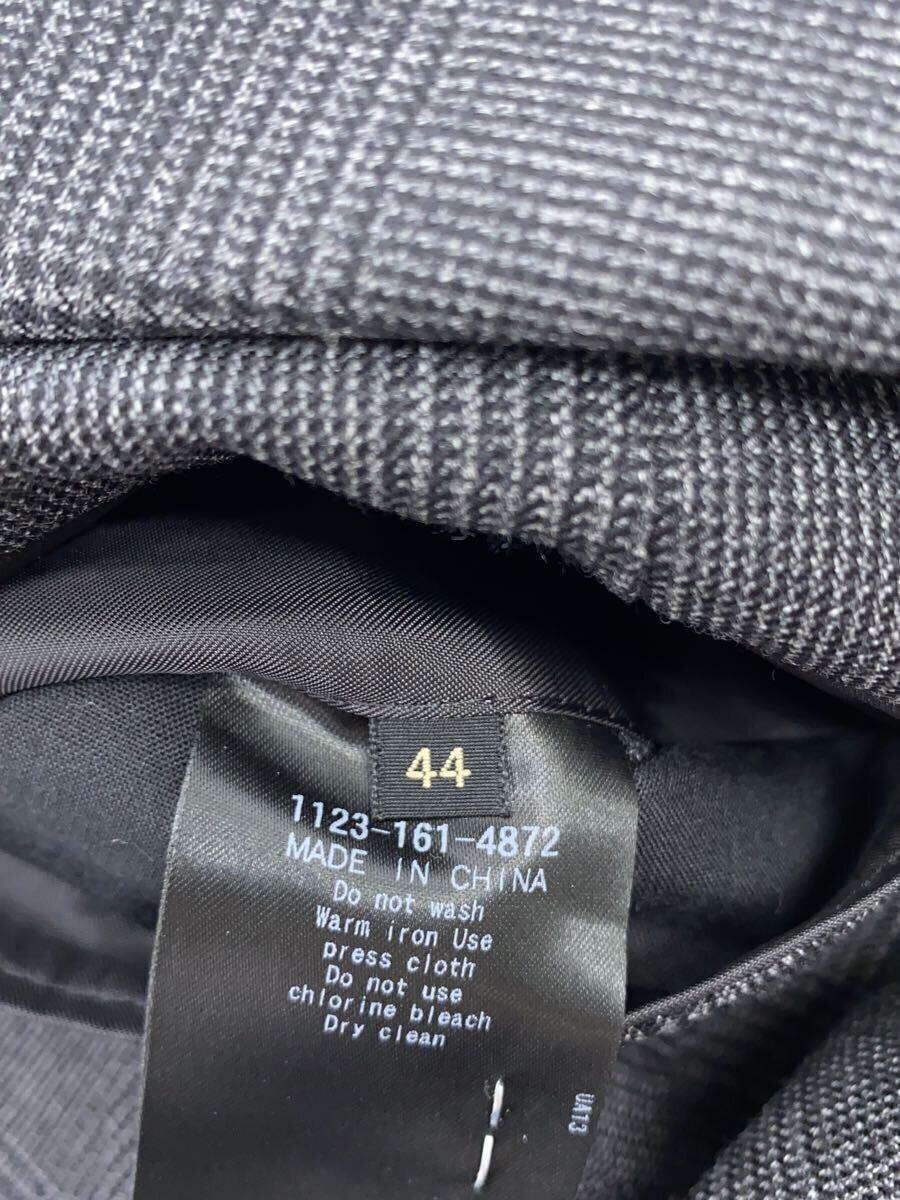 44
1123-161-4872
MADE IN CHINA
Do not wash
Warm iron Use
press cloth
Do not use
chlorine bleach
Dry clean
UA13